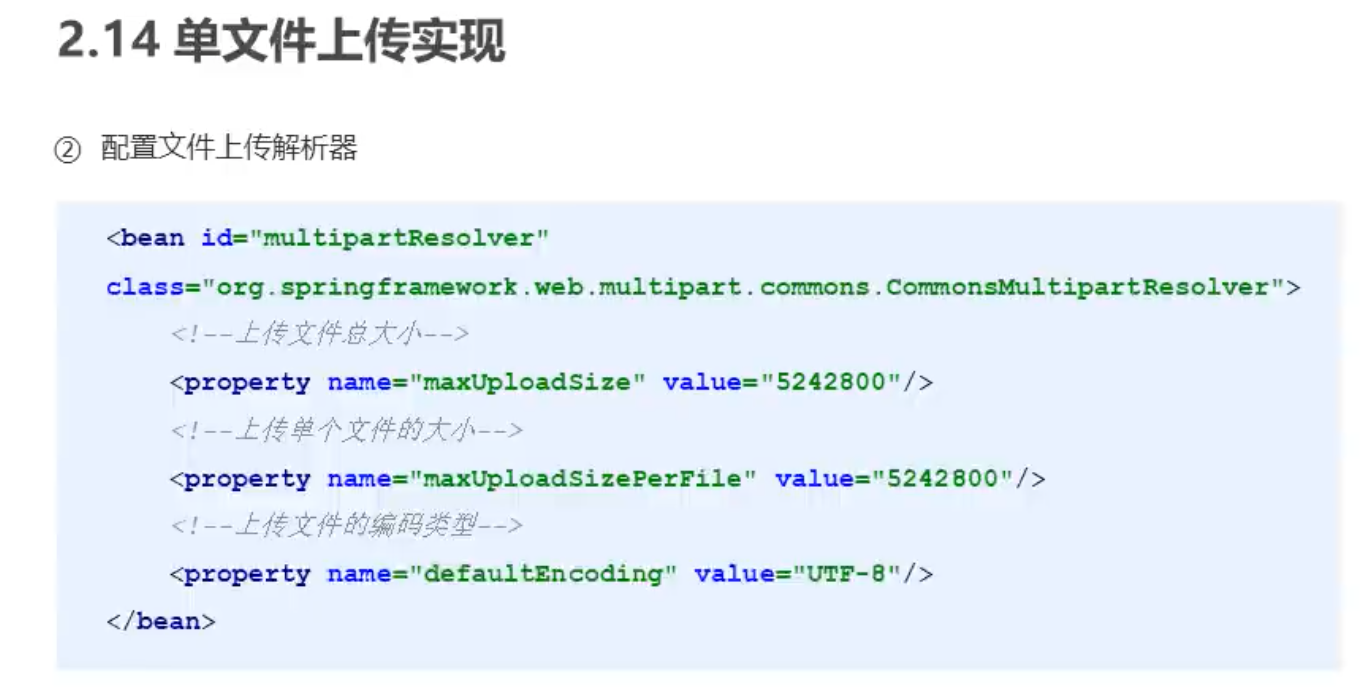 2.14 单文件上传实现
② 配置文件上传解析器
<bean id="multipartResolver"
class="org.springframework.web.multipart.commons.CommonsMultipartResolver">
<!--上传文件总大小-->
<property name="maxUploadSize" value="5242800"/>
<!--上传单个文件的大小-->
<property name="maxUploadSizePerFile" value="5242800"/>
<!--上传文件的编码类型-->
<property name="defaultEncoding" value="UTF-8"/>
</bean>